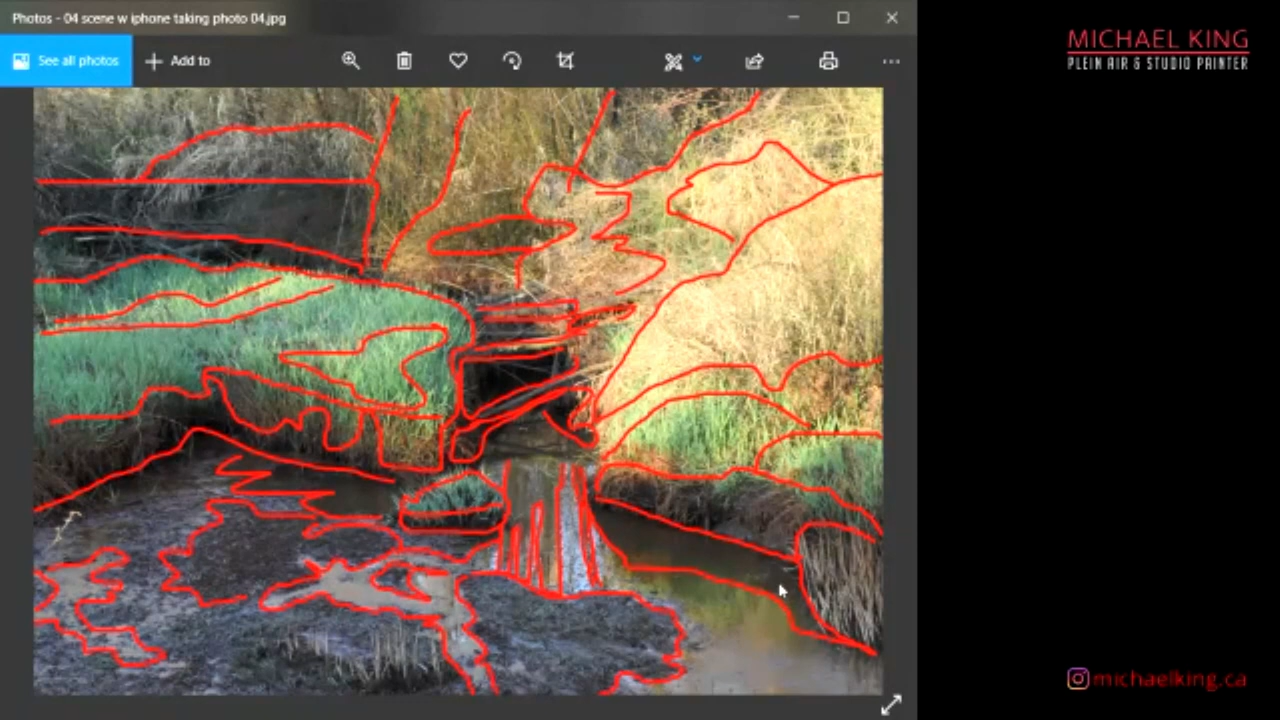 Photos - 04 scene w iphone taking photo 04.jpg
See all photos
Add to
MICHAEL KING
PLEIN AIR & STUDIO PAINTER
michaelking.ca